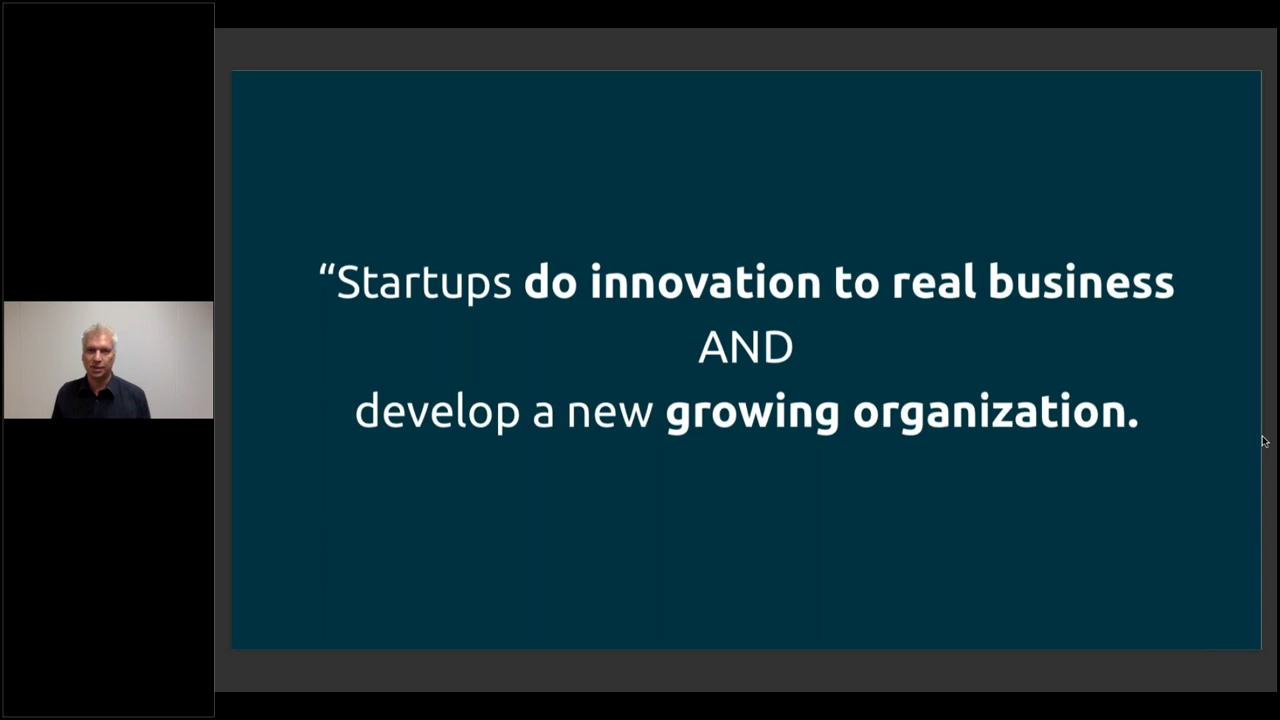 “Startups do innovation to real business
AND
develop a new growing organization.